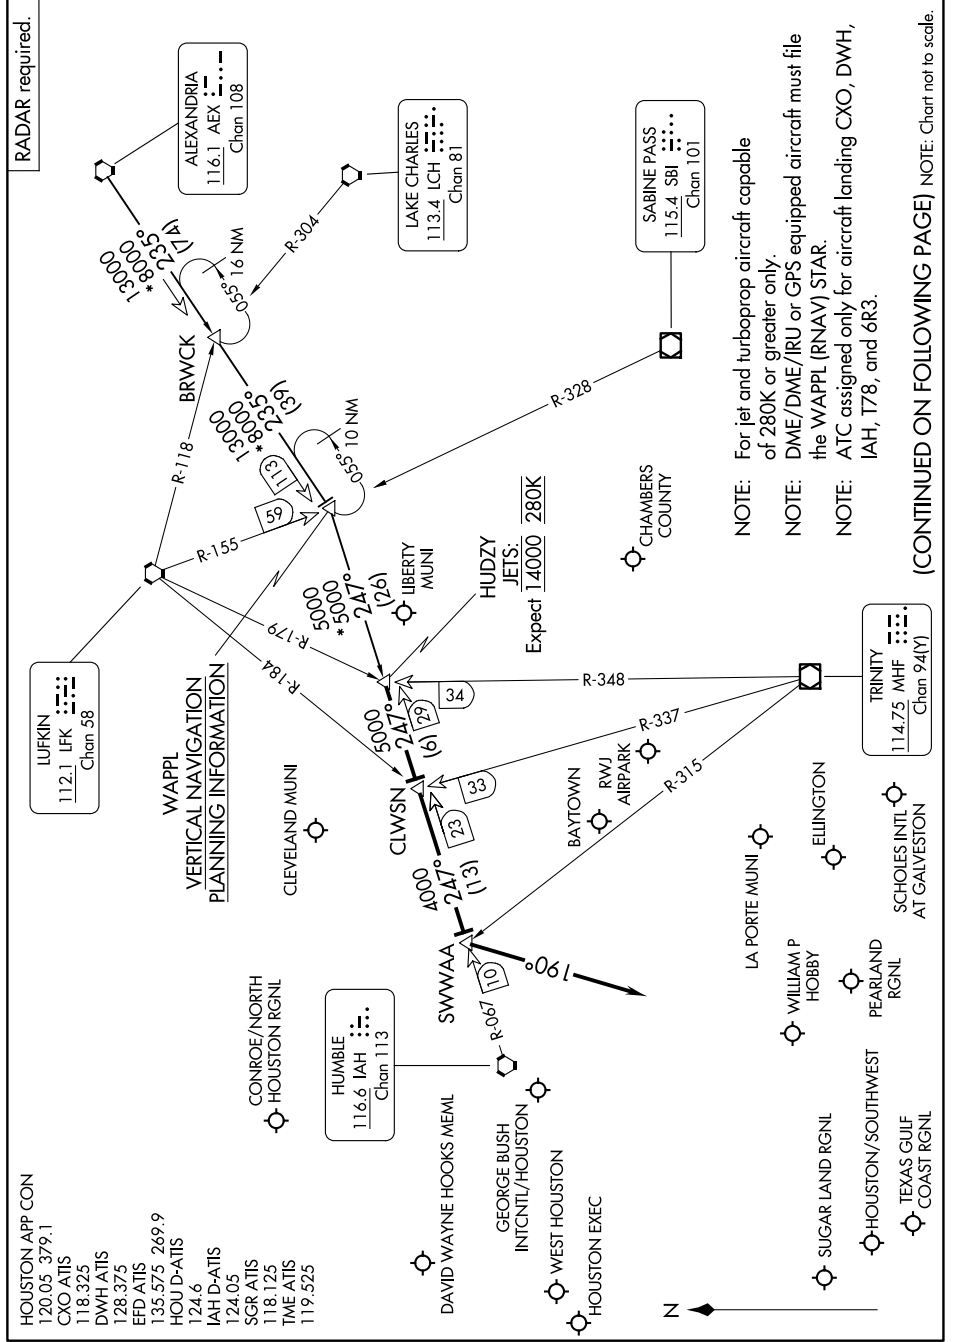 RADAR required.
HOUSTON APP CON
120.05 379.1
CXO ATIS
118.325
DWH ATIS
128.375
EFD ATIS
135.575 269.9
HOU D-ATIS
124.6
IAH D-ATIS
124.05
SGR ATIS
118.125
TME ATIS
119.525
LUFKIN
112.1 LFK
Chan 58
ALEXANDRIA
116.1 AEX
Chan 108
LAKE CHARLES
113.4 LCH
Chan 81
SABINE PASS
115.4 SBI
Chan 101
HUMBLE
116.6 IAH
Chan 113
TRINITY
114.75 MHF
Chan 94(Y)
13000
*8000
235°
(74)
BRWCK
055° 16 NM
R-304
R-118
13000
*8000
235°
(39)
113
59
055° 10 NM
R-155
R-328
WAPPL
VERTICAL NAVIGATION
PLANNING INFORMATION
5000
*5000
247°
(26)
R-179
R-184
HUDZY
JETS:
Expect 14000 280K
5000
247°
(6)
29
34
R-348
CLWSN
33
23
R-337
4000
247°
(13)
SWWAA
10
R-067
R-315
190°
CONROE/NORTH
HOUSTON RGNL
CLEVELAND MUNI
LIBERTY
MUNI
CHAMBERS
COUNTY
DAVID WAYNE HOOKS MEML
GEORGE BUSH
INTCNTL/HOUSTON
WEST HOUSTON
HOUSTON EXEC
BAYTOWN
RWJ
AIRPARK
LA PORTE MUNI
ELLINGTON
WILLIAM P
HOBBY
PEARLAND
RGNL
SCHOLES INTL
AT GALVESTON
SUGAR LAND RGNL
HOUSTON/SOUTHWEST
TEXAS GULF
COAST RGNL
N
NOTE: For jet and turboprop aircraft capable
of 280K or greater only.
NOTE: DME/DME/IRU or GPS equipped aircraft must file
the WAPPL (RNAV) STAR.
NOTE: ATC assigned only for aircraft landing CXO, DWH,
IAH, T78, and 6R3.
(CONTINUED ON FOLLOWING PAGE) NOTE: Chart not to scale.